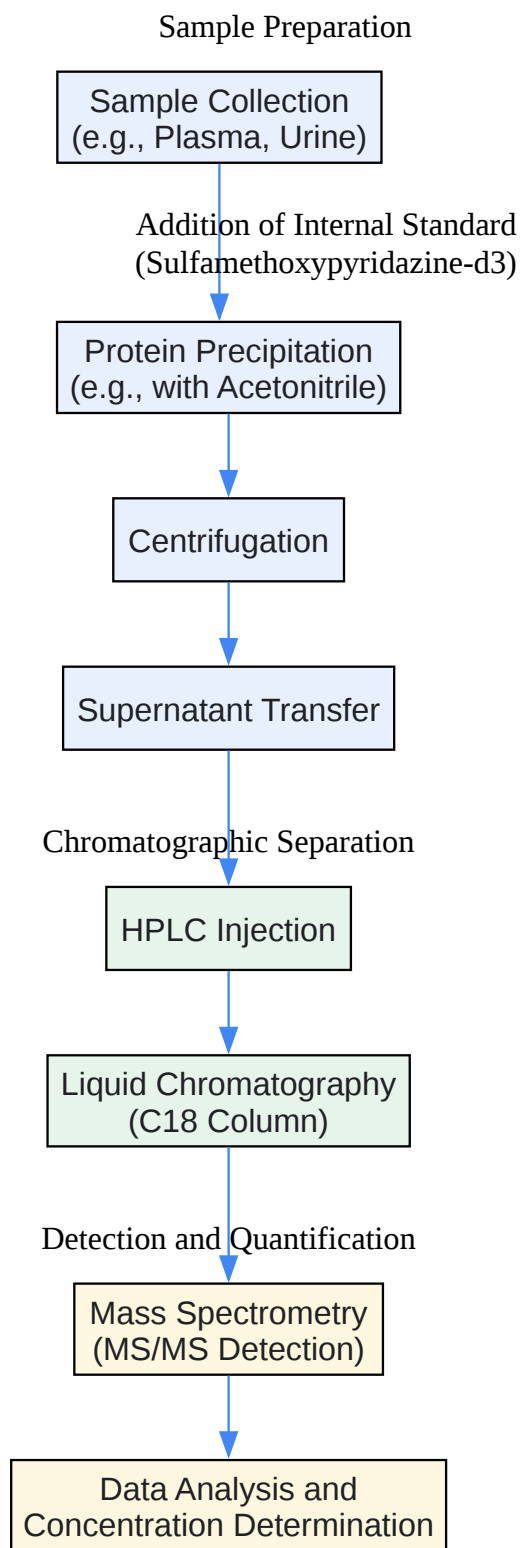 Sample Preparation
Sample Collection
(e.g., Plasma, Urine)
Addition of Internal Standard
(Sulfamethoxypyridazine-d3)
Protein Precipitation
(e.g., with Acetonitrile)
Centrifugation
Supernatant Transfer
Chromatographic Separation
HPLC Injection
Liquid Chromatography
(C18 Column)
Detection and Quantification
Mass Spectrometry
(MS/MS Detection)
Data Analysis and
Concentration Determination